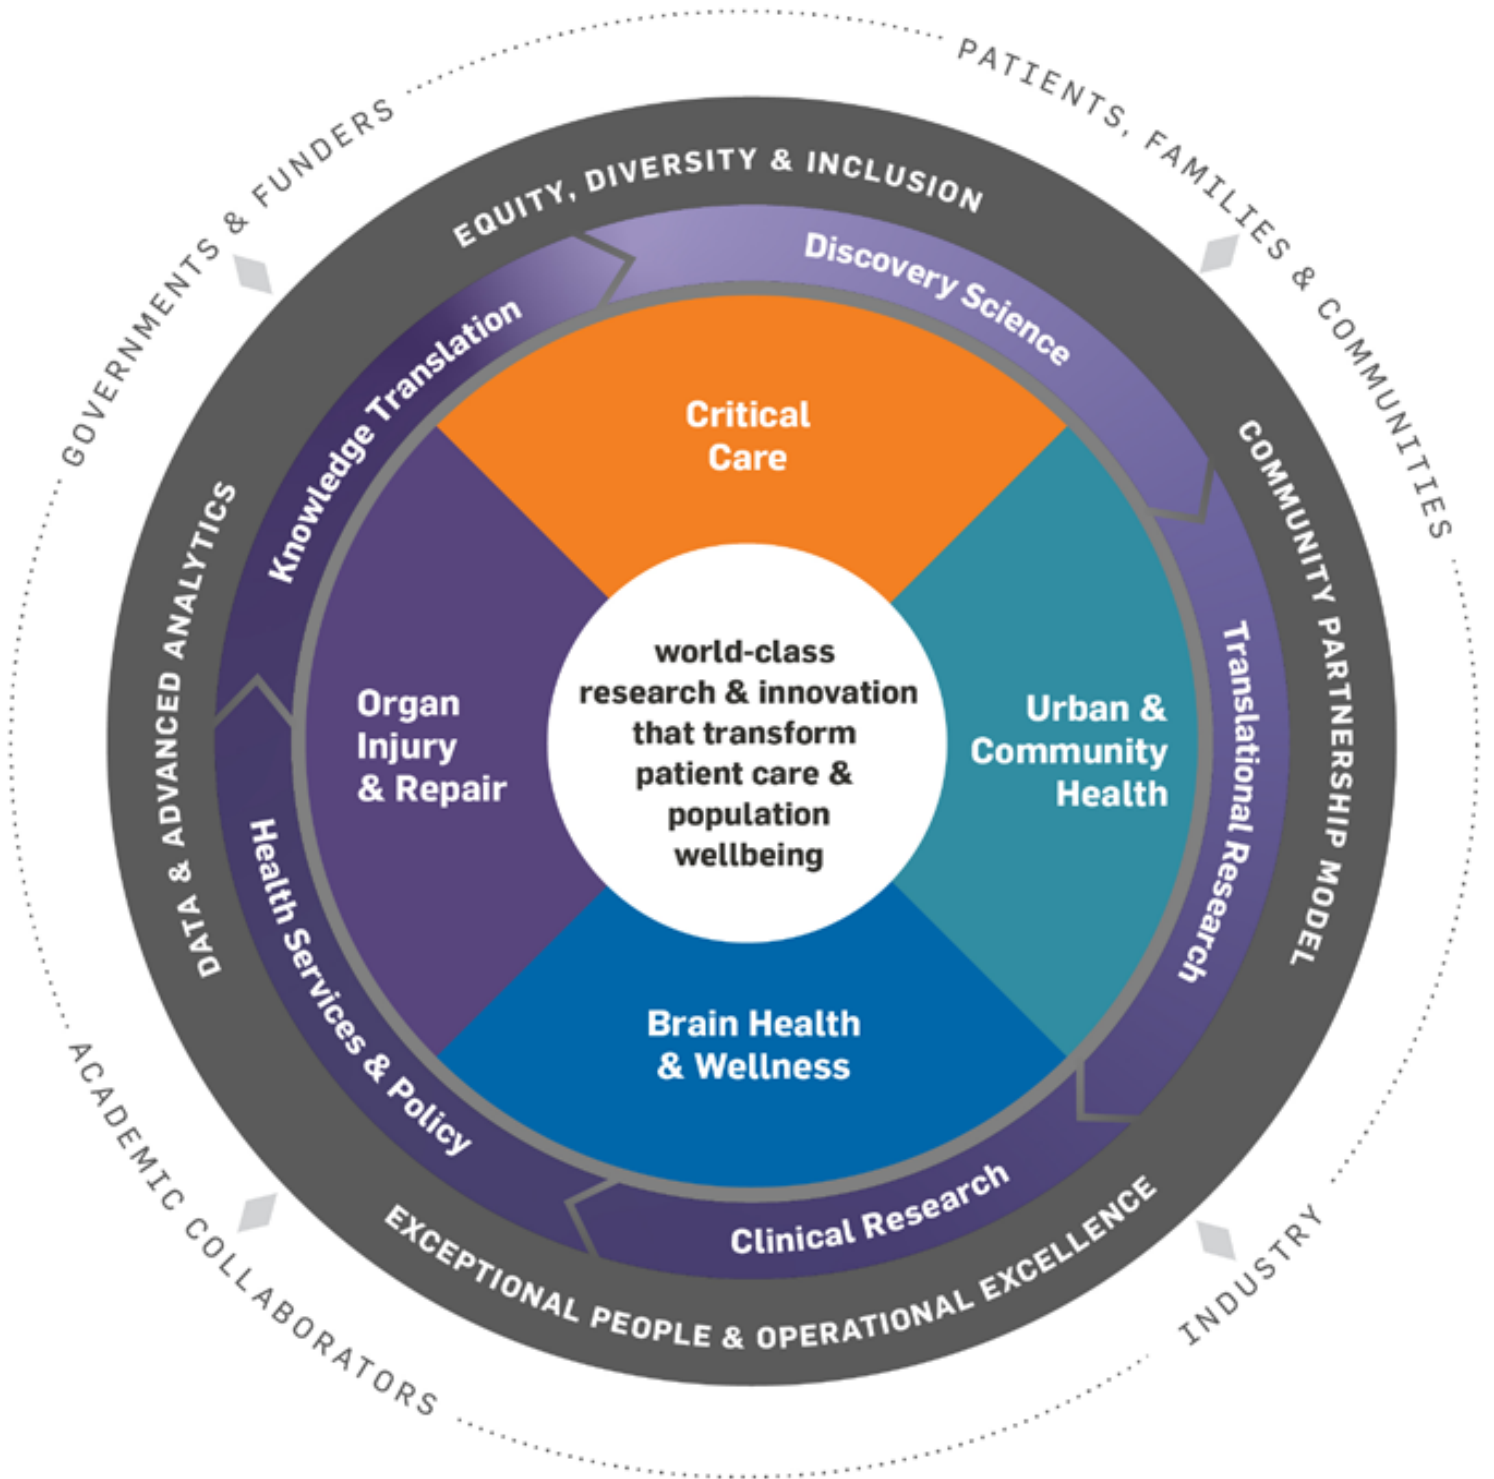 GOVERNMENTS & FUNDERS
PATIENTS, FAMILIES & COMMUNITIES
INDUSTRY
ACADEMIC COLLABORATORS
EQUITY, DIVERSITY & INCLUSION
COMMUNITY PARTNERSHIP MODEL
EXCEPTIONAL PEOPLE & OPERATIONAL EXCELLENCE
DATA & ADVANCED ANALYTICS
Discovery Science
Translational Research
Clinical Research
Health Services & Policy
Knowledge Translation
Critical
Care
Urban &
Community
Health
Brain Health
& Wellness
Organ
Injury
& Repair
world-class
research & innovation
that transform
patient care &
population
wellbeing